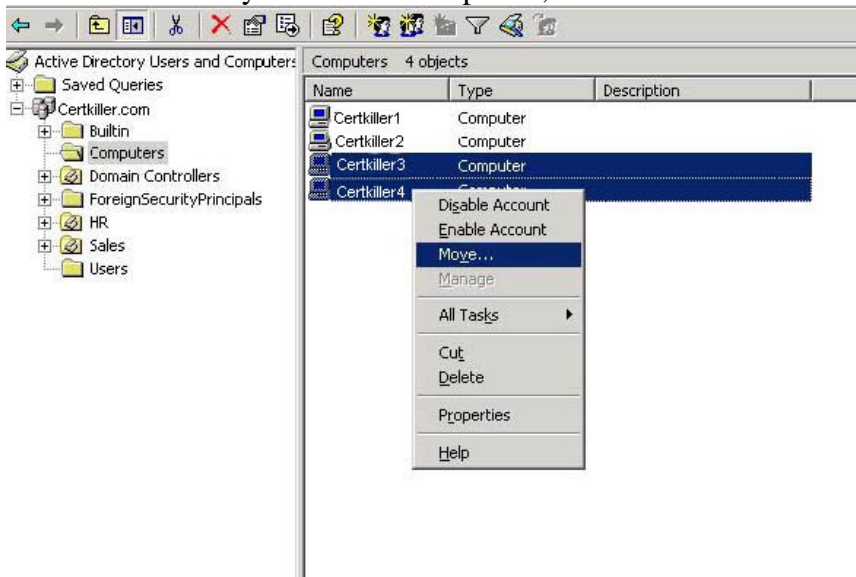 Active Directory Users and Computers
Saved Queries
Certkiller.com
Builtin
Computers
Domain Controllers
ForeignSecurityPrincipals
HR
Sales
Users
Computers 4 objects
Name Type Description
Certkiller1 Computer
Certkiller2 Computer
Certkiller3 Computer
Certkiller4
Disable Account
Enable Account
Move...
Manage
All Tasks
Cut
Delete
Properties
Help